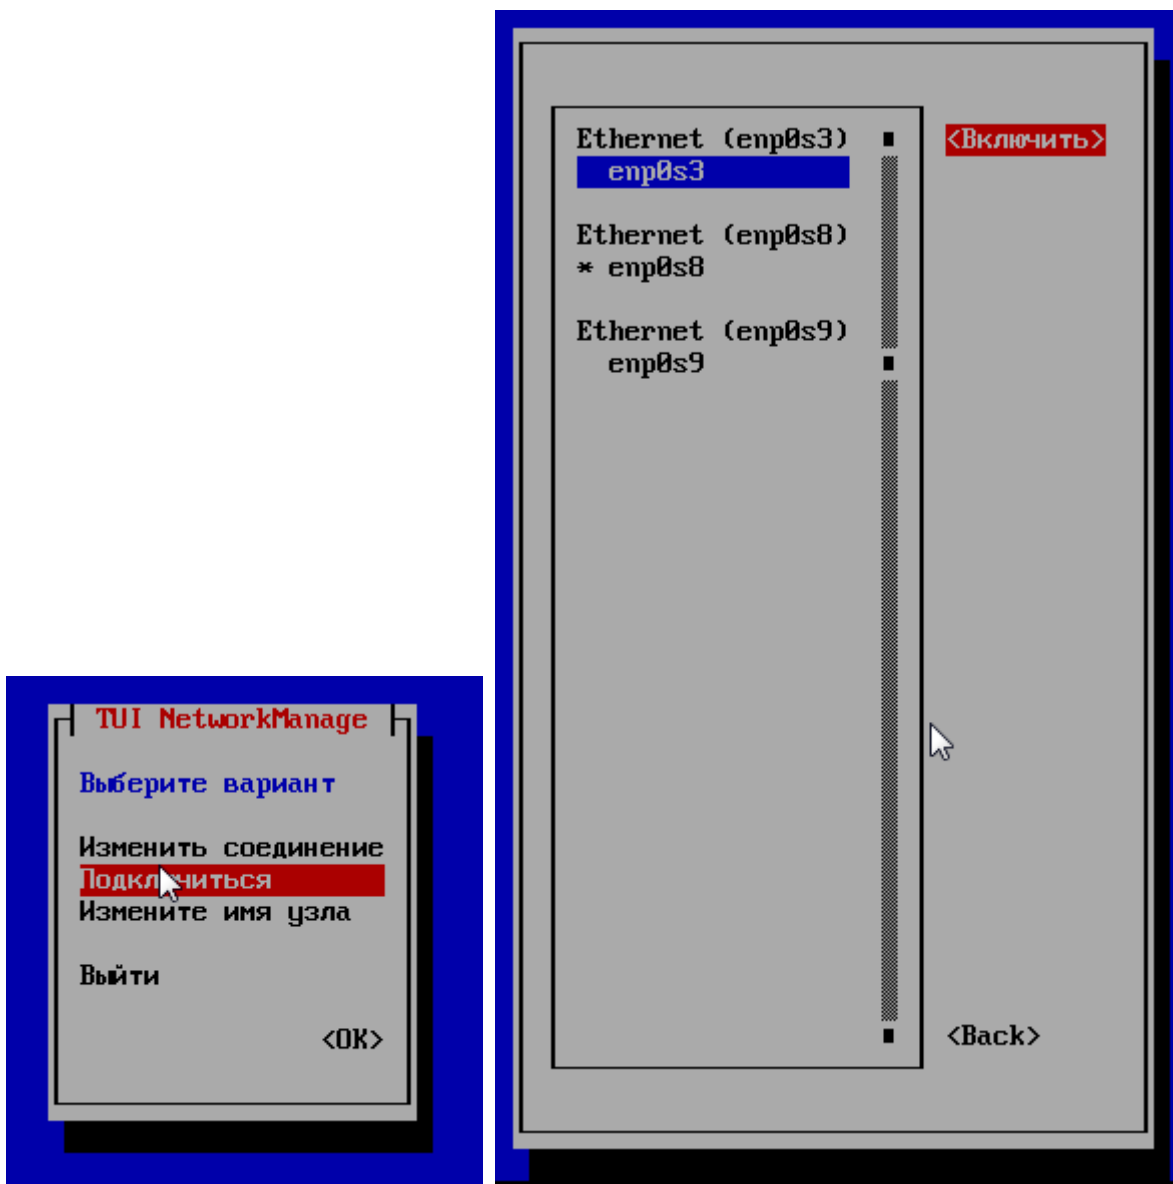 TUI NetworkManage
Выберите вариант
Изменить соединение
Подключиться
Измените имя узла
Выйти
<OK>
Ethernet (enp0s3)
enp0s3
Ethernet (enp0s8)
* enp0s8
Ethernet (enp0s9)
enp0s9
<Включить>
<Back>